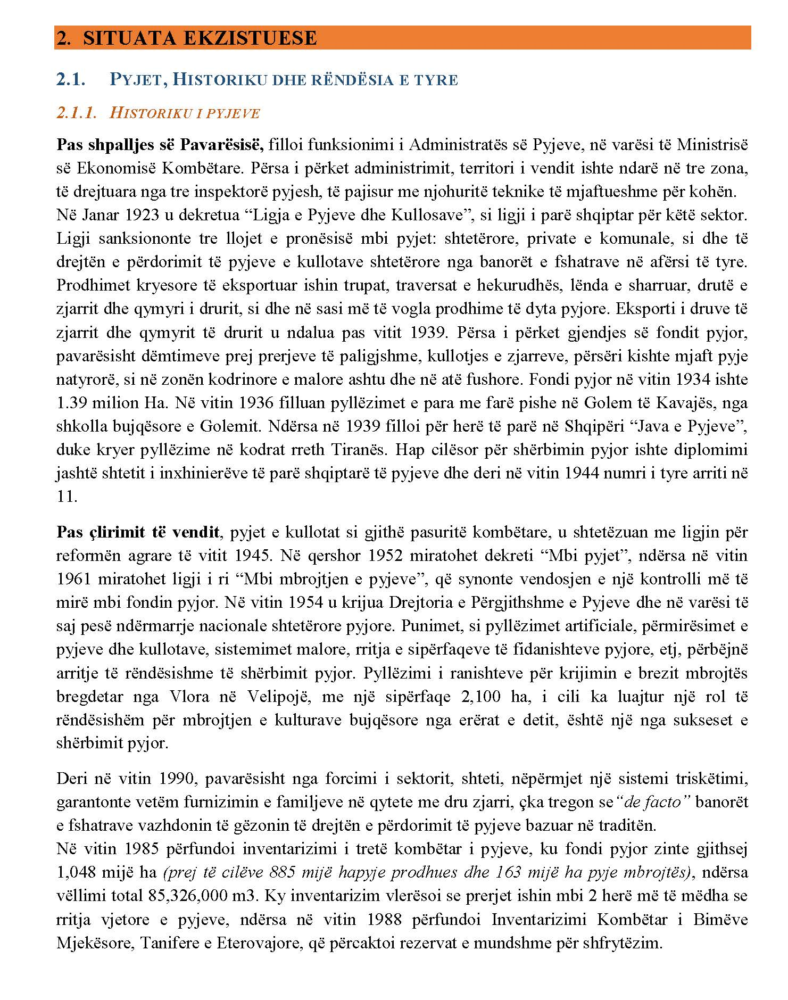 2. SITUATA EKZISTUESE
2.1. PYJET, HISTORIKU DHE RËNDËSIA E TYRE
2.1.1. HISTORIKU I PYJEVE
Pas shpalljes së Pavarësisë, filloi funksionimi i Administratës së Pyjeve, në varësi të Ministrisë
së Ekonomisë Kombëtare. Përsa i përket administrimit, territori i vendit ishte ndarë në tre zona,
të drejtuara nga tre inspektorë pyjesh, të pajisur me njohuritë teknike të mjaftueshme për kohën.
Në Janar 1923 u dekretua “Ligja e Pyjeve dhe Kullosave”, si ligji i parë shqiptar për këtë sektor.
Ligji sanksiononte tre llojet e pronësisë mbi pyjet: shtetërore, private e komunale, si dhe të
drejtën e përdorimit të pyjeve e kullotave shtetërore nga banorët e fshatrave në afërsi të tyre.
Prodhimet kryesore të eksportuar ishin trupat, traversat e hekurudhës, lënda e sharruar, drutë e
zjarrit dhe qymyri i drurit, si dhe në sasi më të vogla prodhime të dyta pyjore. Eksporti i druve të
zjarrit dhe qymyrit të drurit u ndalua pas vitit 1939. Përsa i përket gjendjes së fondit pyjor,
pavarësisht dëmtimeve prej prerjeve të paligjshme, kullotjes e zjarreve, përsëri kishte mjaft pyje
natyrorë, si në zonën kodrinore e malore ashtu dhe në atë fushore. Fondi pyjor në vitin 1934 ishte
1.39 milion Ha. Në vitin 1936 filluan pyllëzimet e para me farë pishe në Golem të Kavajës, nga
shkolla bujqësore e Golemit. Ndërsa në 1939 filloi për herë të parë në Shqipëri “Java e Pyjeve”,
duke kryer pyllëzime në kodrat rreth Tiranës. Hap cilësor për shërbimin pyjor ishte diplomimi
jashtë shtetit i inxhinierëve të parë shqiptarë të pyjeve dhe deri në vitin 1944 numri i tyre arriti në
11.
Pas çlirimit të vendit, pyjet e kullotat si gjithë pasuritë kombëtare, u shtetëzuan me ligjin për
reformën agrare të vitit 1945. Në qershor 1952 miratohet dekreti “Mbi pyjet”, ndërsa në vitin
1961 miratohet ligji i ri “Mbi mbrojtjen e pyjeve”, që synonte vendosjen e një kontrolli më të
mirë mbi fondin pyjor. Në vitin 1954 u krijua Drejtoria e Përgjithshme e Pyjeve dhe në varësi të
saj pesë ndërmarrje nacionale shtetërore pyjore. Punimet, si pyllëzimet artificiale, përmirësimet e
pyjeve dhe kullotave, sistemimet malore, rritja e sipërfaqeve të fidanishteve pyjore, etj, përbëjnë
arritje të rëndësishme të shërbimit pyjor. Pyllëzimi i ranishteve për krijimin e brezit mbrojtës
bregdetar nga Vlora në Velipojë, me një sipërfaqe 2,100 ha, i cili ka luajtur një rol të
rëndësishëm për mbrojtjen e kulturave bujqësore nga erërat e detit, është një nga sukseset e
shërbimit pyjor.
Deri në vitin 1990, pavarësisht nga forcimi i sektorit, shteti, nëpërmjet një sistemi triskëtimi,
garantonte vetëm furnizimin e familjeve në qytete me dru zjarri, çka tregon se“de facto” banorët
e fshatrave vazhdonin të gëzonin të drejtën e përdorimit të pyjeve bazuar në traditën.
Në vitin 1985 përfundoi inventarizimi i tretë kombëtar i pyjeve, ku fondi pyjor zinte gjithsej
1,048 mijë ha (prej të cilëve 885 mijë hapyje prodhues dhe 163 mijë ha pyje mbrojtës), ndërsa
vëllimi total 85,326,000 m3. Ky inventarizim vlerësoi se prerjet ishin mbi 2 herë më të mëdha se
rritja vjetore e pyjeve, ndërsa në vitin 1988 përfundoi Inventarizimi Kombëtar i Bimëve
Mjekësore, Tanifere e Eterovajore, që përcaktoi rezervat e mundshme për shfrytëzim.